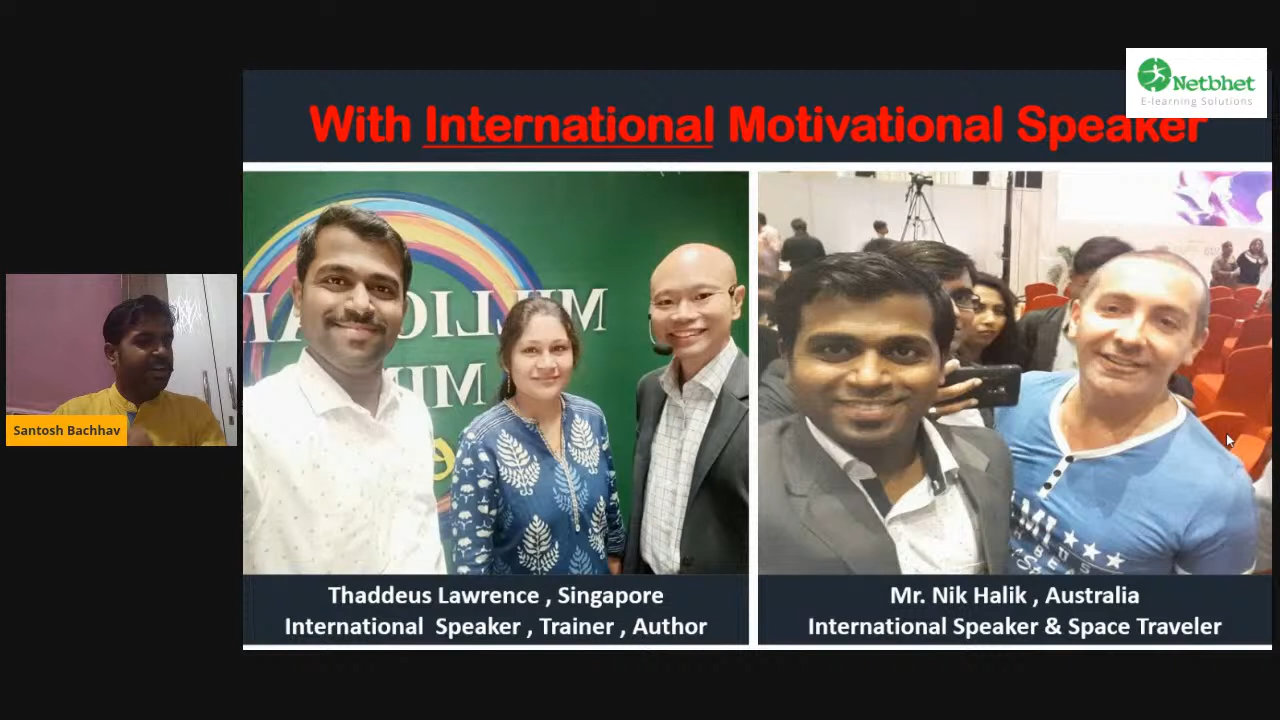 Netbhet
E-learning Solutions
With International Motivational Speaker
Santosh Bachhav
Thaddeus Lawrence , Singapore
International Speaker , Trainer , Author
Mr. Nik Halik , Australia
International Speaker & Space Traveler